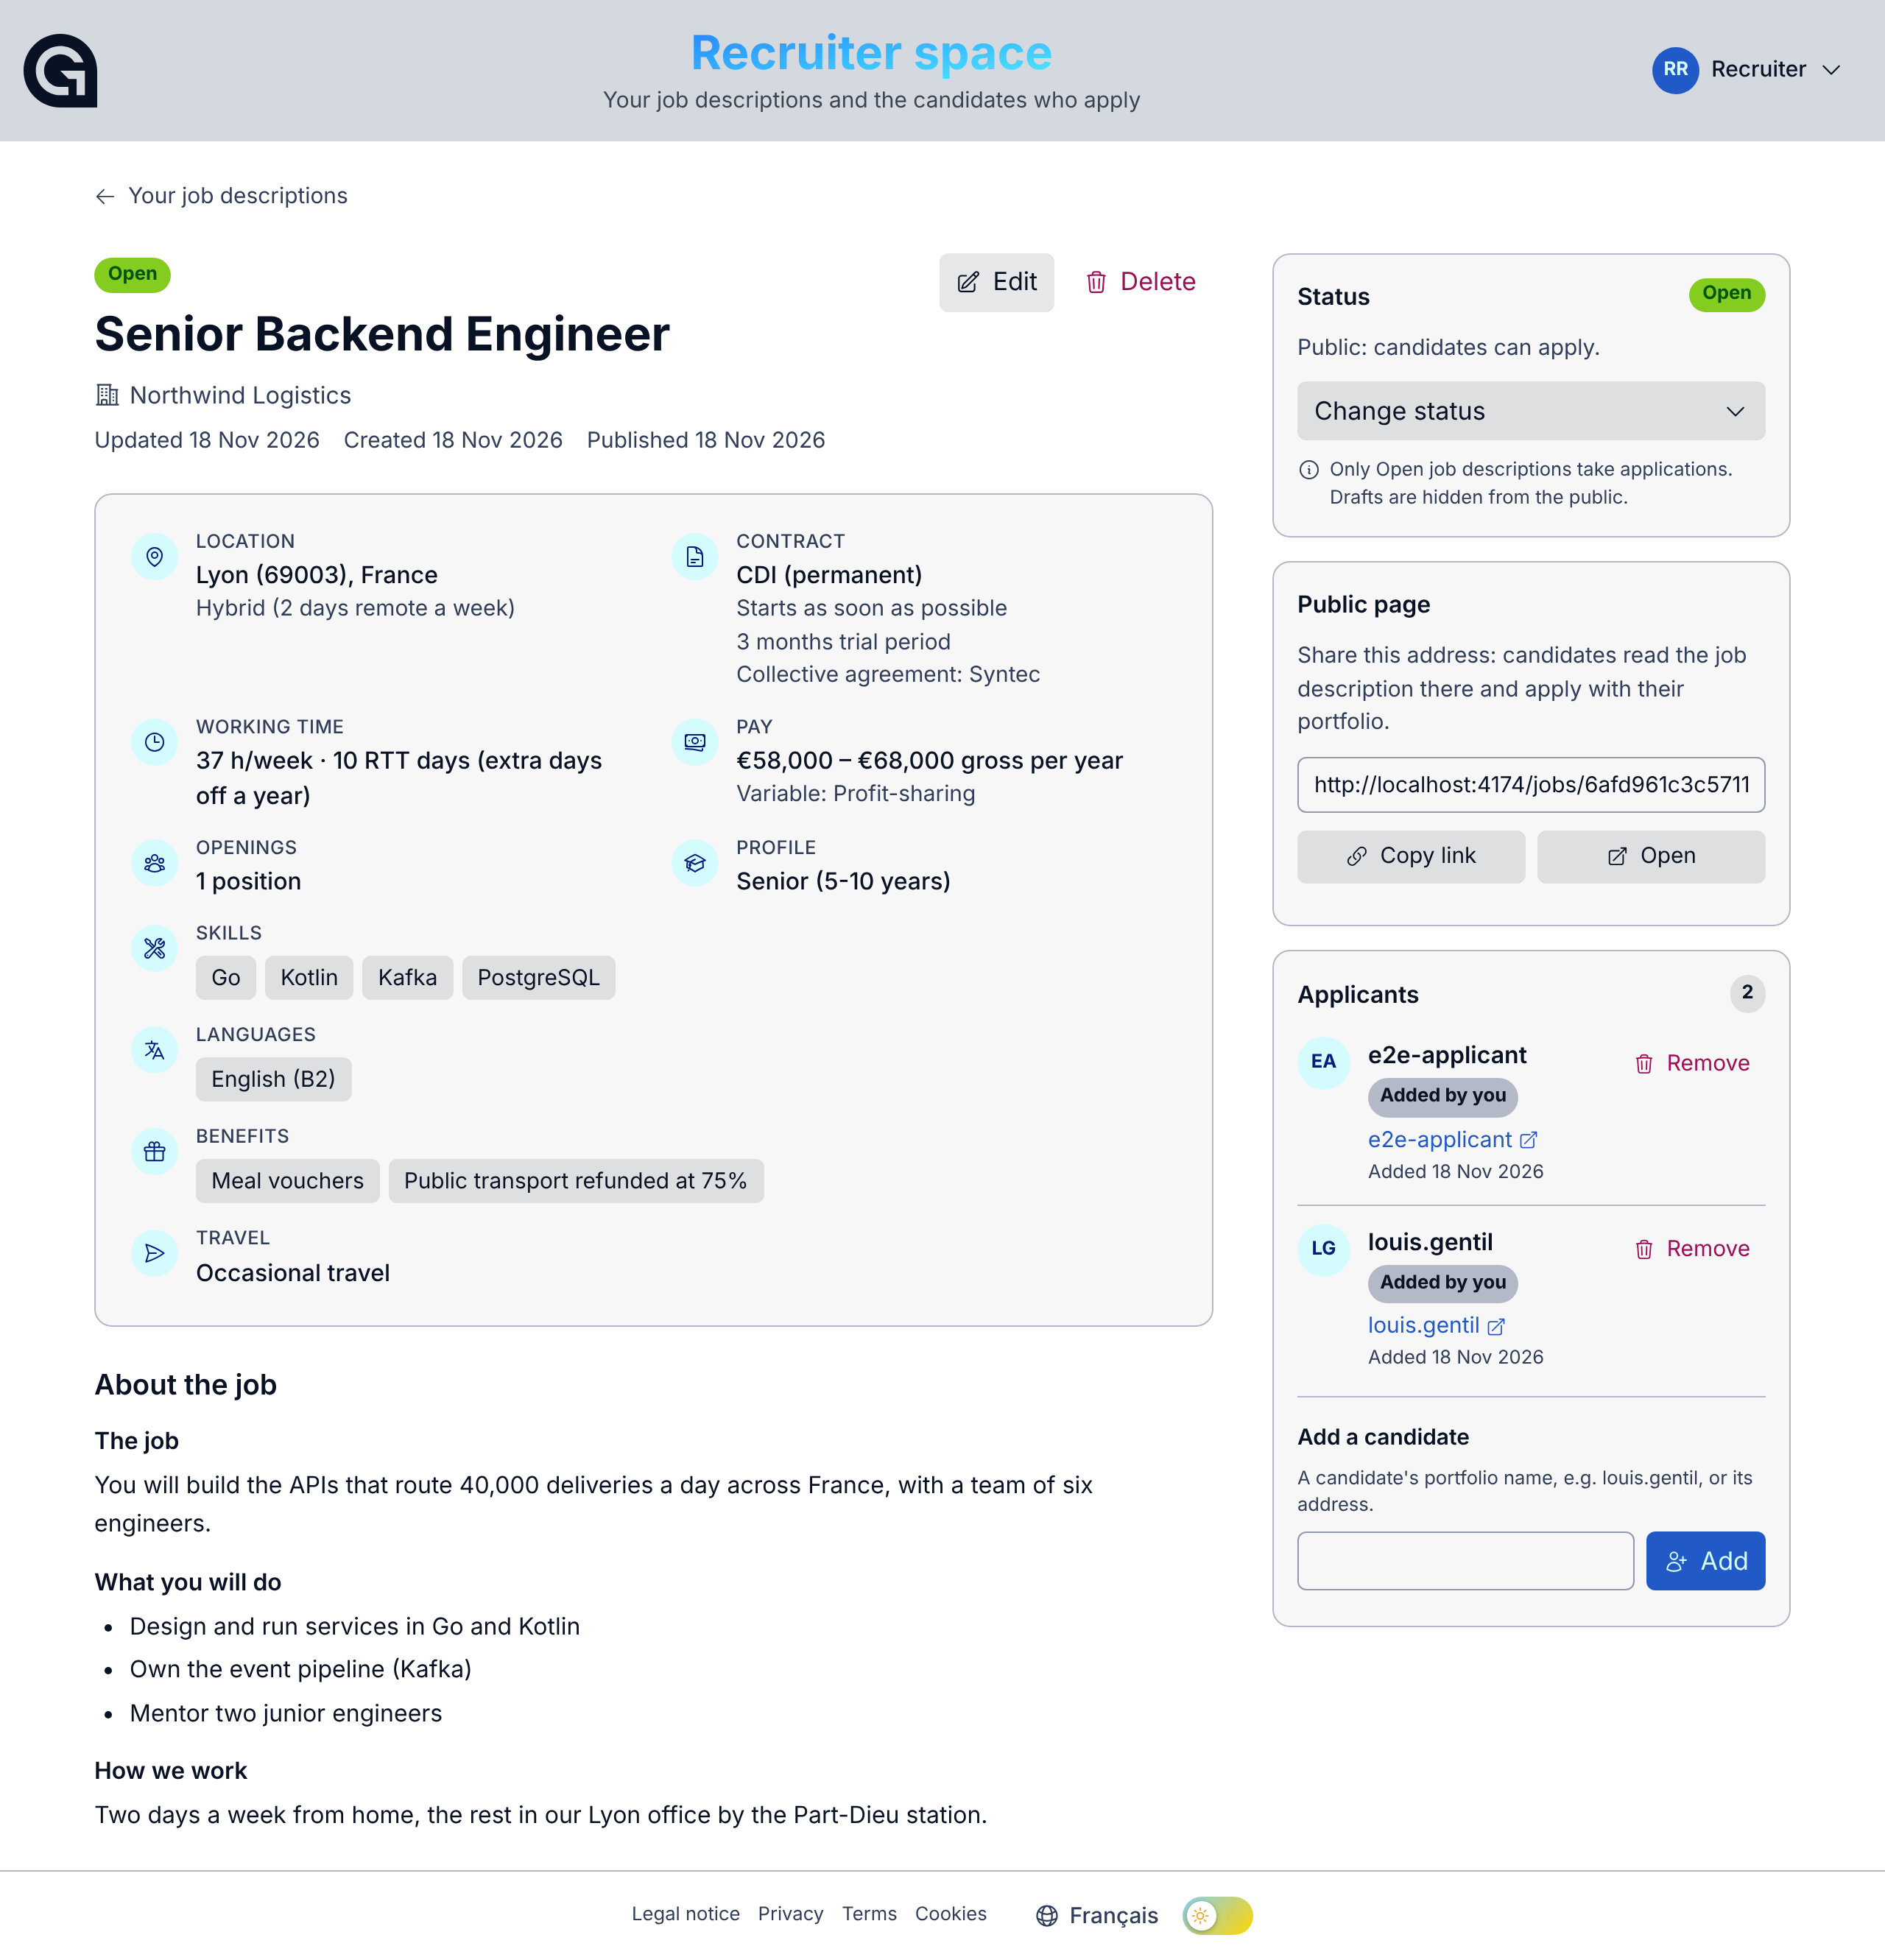 Recruiter space
Your job descriptions and the candidates who apply
RR
Recruiter
Your job descriptions
Open
Edit
Delete
Senior Backend Engineer
Northwind Logistics
Updated 18 Nov 2026
Created 18 Nov 2026
Published 18 Nov 2026
LOCATION
Lyon (69003), France
Hybrid (2 days remote a week)
CONTRACT
CDI (permanent)
Starts as soon as possible
3 months trial period
Collective agreement: Syntec
WORKING TIME
37 h/week · 10 RTT days (extra days
off a year)
PAY
€58,000 – €68,000 gross per year
Variable: Profit-sharing
OPENINGS
1 position
PROFILE
Senior (5-10 years)
SKILLS
Go
Kotlin
Kafka
PostgreSQL
LANGUAGES
English (B2)
BENEFITS
Meal vouchers
Public transport refunded at 75%
TRAVEL
Occasional travel
About the job
The job
You will build the APIs that route 40,000 deliveries a day across France, with a team of six
engineers.
What you will do
• Design and run services in Go and Kotlin
• Own the event pipeline (Kafka)
• Mentor two junior engineers
How we work
Two days a week from home, the rest in our Lyon office by the Part-Dieu station.
Status
Open
Public: candidates can apply.
Change status
Only Open job descriptions take applications.
Drafts are hidden from the public.
Public page
Share this address: candidates read the job
description there and apply with their
portfolio.
http://localhost:4174/jobs/6afd961c3c5711
Copy link
Open
Applicants
2
EA
e2e-applicant
Remove
Added by you
e2e-applicant
Added 18 Nov 2026
LG
louis.gentil
Remove
Added by you
louis.gentil
Added 18 Nov 2026
Add a candidate
A candidate's portfolio name, e.g. louis.gentil, or its
address.
Add
Legal notice
Privacy
Terms
Cookies
Français